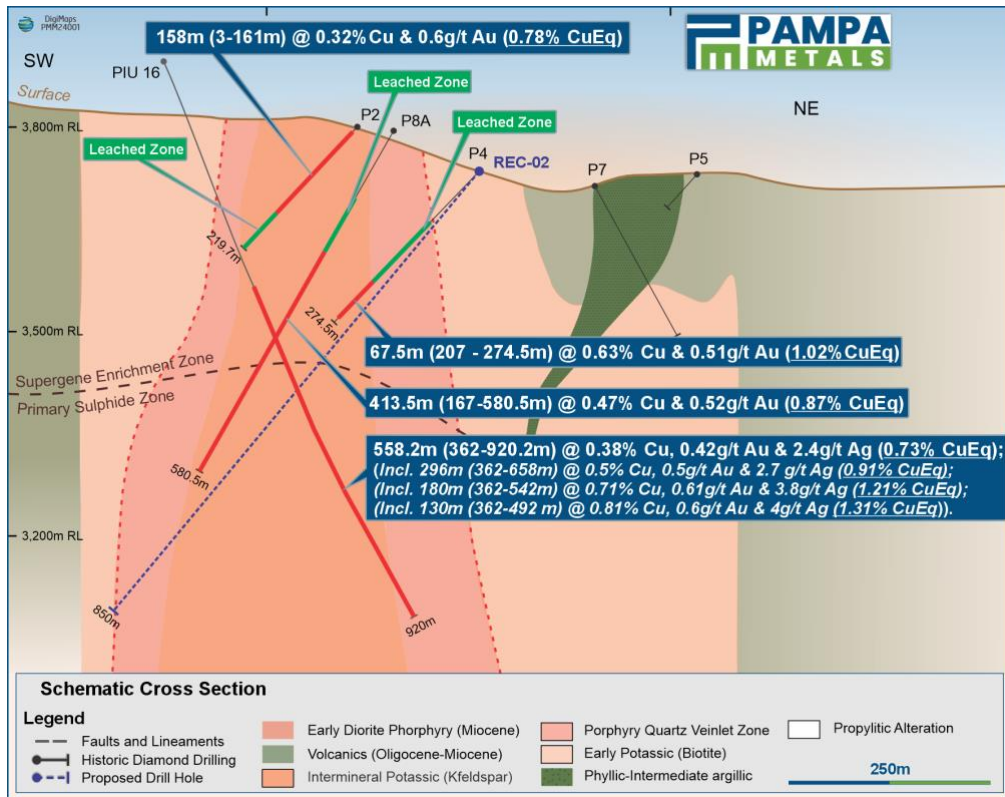 DigiMaps
PMM24001
158m (3-161m) @ 0.32% Cu & 0.6g/t Au (0.78% CuEq)
PAMPA
METALS
SW
PIU 16
Leached Zone
NE
Surface
P2
P8A
Leached Zone
3,800m RL
Leached Zone
P4
REC-02
P7
P5
219.7m
274.5m
3,500m RL
67.5m (207 - 274.5m) @ 0.63% Cu & 0.51g/t Au (1.02% CuEq)
Supergene Enrichment Zone
Primary Sulphide Zone
413.5m (167-580.5m) @ 0.47% Cu & 0.52g/t Au (0.87% CuEq)
558.2m (362-920.2m) @ 0.38% Cu, 0.42g/t Au & 2.4g/t Ag (0.73% CuEq);
(Incl. 296m (362-658m) @ 0.5% Cu, 0.5g/t Au & 2.7 g/t Ag (0.91% CuEq);
(Incl. 180m (362-542m) @ 0.71% Cu, 0.61g/t Au & 3.8g/t Ag (1.21% CuEq);
(Incl. 130m (362-492 m) @ 0.81% Cu, 0.6g/t Au & 4g/t Ag (1.31% CuEq)).
580.5m
3,200m RL
850m
920m
Schematic Cross Section
Legend
Faults and Lineaments
Historic Diamond Drilling
Proposed Drill Hole
Early Diorite Phorphyry (Miocene)
Volcanics (Oligocene-Miocene)
Intermineral Potassic (Kfeldspar)
Porphyry Quartz Veinlet Zone
Early Potassic (Biotite)
Phyllic-Intermediate argillic
Propylitic Alteration
250m